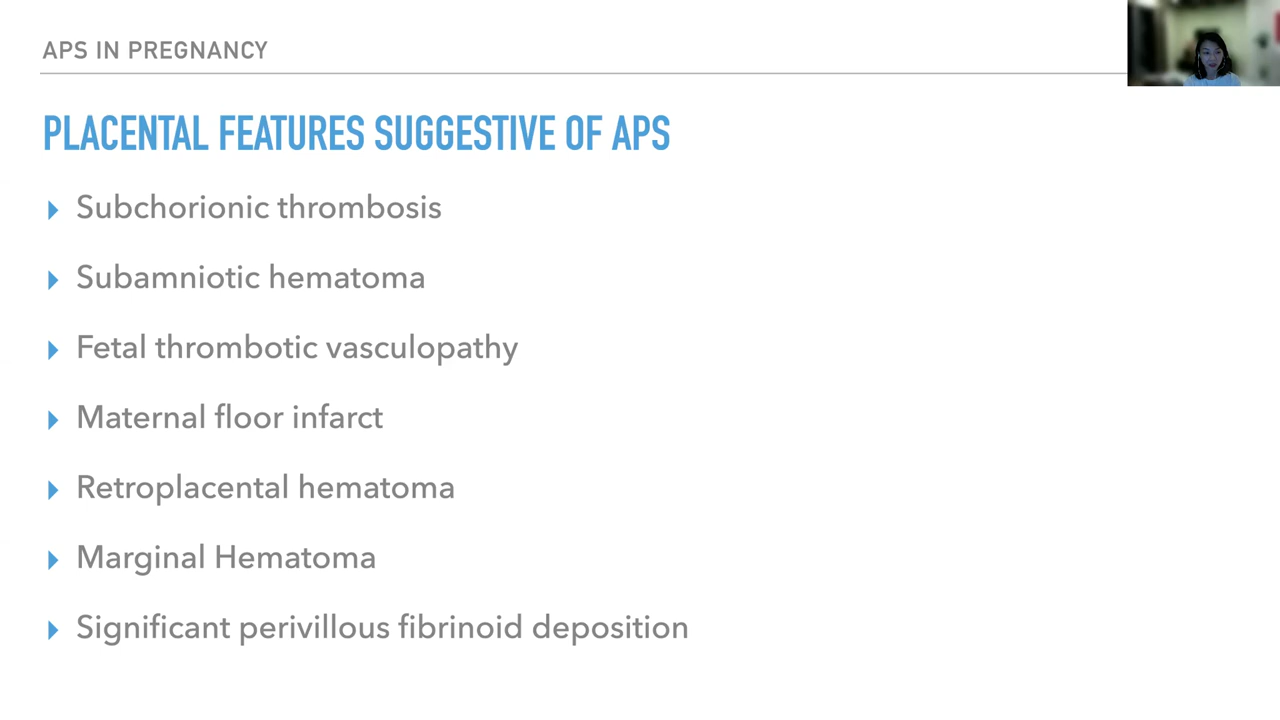 APS IN PREGNANCY
PLACENTAL FEATURES SUGGESTIVE OF APS
Subchorionic thrombosis
Subamniotic hematoma
Fetal thrombotic vasculopathy
Maternal floor infarct
Retroplacental hematoma
Marginal Hematoma
Significant perivillous fibrinoid deposition